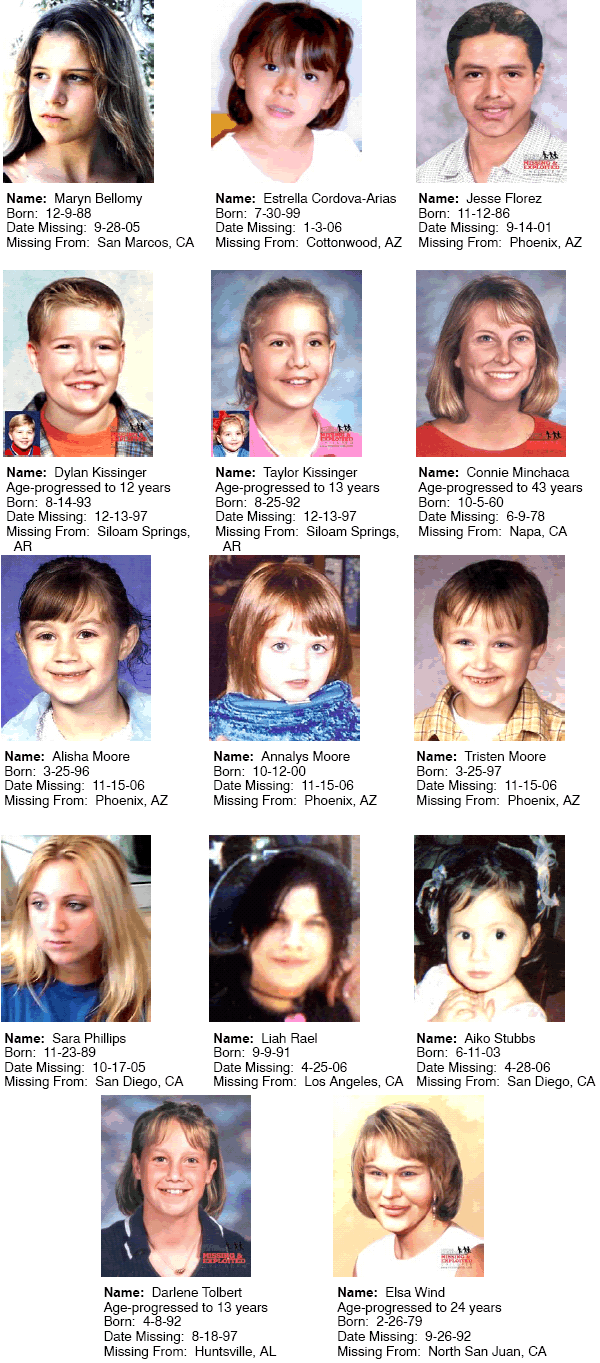 Name: Maryn Bellomy
Born: 12-9-88
Date Missing: 9-28-05
Missing From: San Marcos, CA
MISSING &
EXPLOITED
Name: Estrella Cordova-Arias
Born: 7-30-99
Date Missing: 1-3-06
Missing From: Cottonwood, AZ
Name: Jesse Florez
Born: 11-12-86
Date Missing: 9-14-01
Missing From: Phoenix, AZ
Name: Dylan Kissinger
Age-progressed to 12 years
Born: 8-14-93
Date Missing: 12-13-97
Missing From: Siloam Springs,
AR
MISSING &
EXPLOITED
Name: Taylor Kissinger
Age-progressed to 13 years
Born: 8-25-92
Date Missing: 12-13-97
Missing From: Siloam Springs,
AR
Name: Connie Minchaca
Age-progressed to 43 years
Born: 10-5-60
Date Missing: 6-9-78
Missing From: Napa, CA
Name: Alisha Moore
Born: 3-25-96
Date Missing: 11-15-06
Missing From: Phoenix, AZ
Name: Annalys Moore
Born: 10-12-00
Date Missing: 11-15-06
Missing From: Phoenix, AZ
Name: Tristen Moore
Born: 3-25-97
Date Missing: 11-15-06
Missing From: Phoenix, AZ
Name: Sara Phillips
Born: 11-23-89
Date Missing: 10-17-05
Missing From: San Diego, CA
Name: Liah Rael
Born: 9-9-91
Date Missing: 4-25-06
Missing From: Los Angeles, CA
Name: Aiko Stubbs
Born: 6-11-03
Date Missing: 4-28-06
Missing From: San Diego, CA
MISSING &
EXPLOITED
Name: Darlene Tolbert
Age-progressed to 13 years
Born: 4-8-92
Date Missing: 8-18-97
Missing From: Huntsville, AL
MISSING &
EXPLOITED
Name: Elsa Wind
Age-progressed to 24 years
Born: 2-26-79
Date Missing: 9-26-92
Missing From: North San Juan, CA